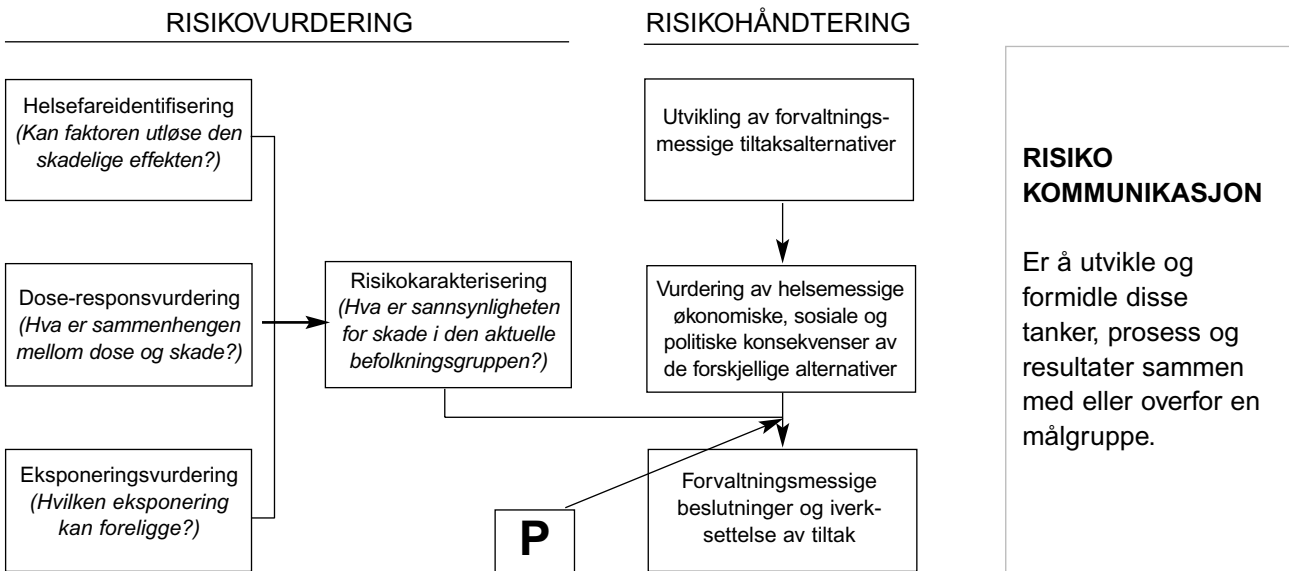 RISIKOVURDERING
Helsefareidentifisering
(Kan faktoren utløse den
skadelige effekten?)
Dose-responsvurdering
(Hva er sammenhengen
mellom dose og skade?)
Eksponeringsvurdering
(Hvilken eksponering
kan foreligge?)
Risikokarakterisering
(Hva er sannsynligheten
for skade i den aktuelle
befolkningsgruppen?)
RISIKOHÅNDTERING
Utvikling av forvaltnings-
messige tiltaksalternativer
Vurdering av helsemessige
økonomiske, sosiale og
politiske konsekvenser av
de forskjellige alternativer
Forvaltningsmessige
beslutninger og iverk-
settelse av tiltak
P
RISIKO
KOMMUNIKASJON
Er å utvikle og
formidle disse
tanker, prosess og
resultater sammen
med eller overfor en
målgruppe.